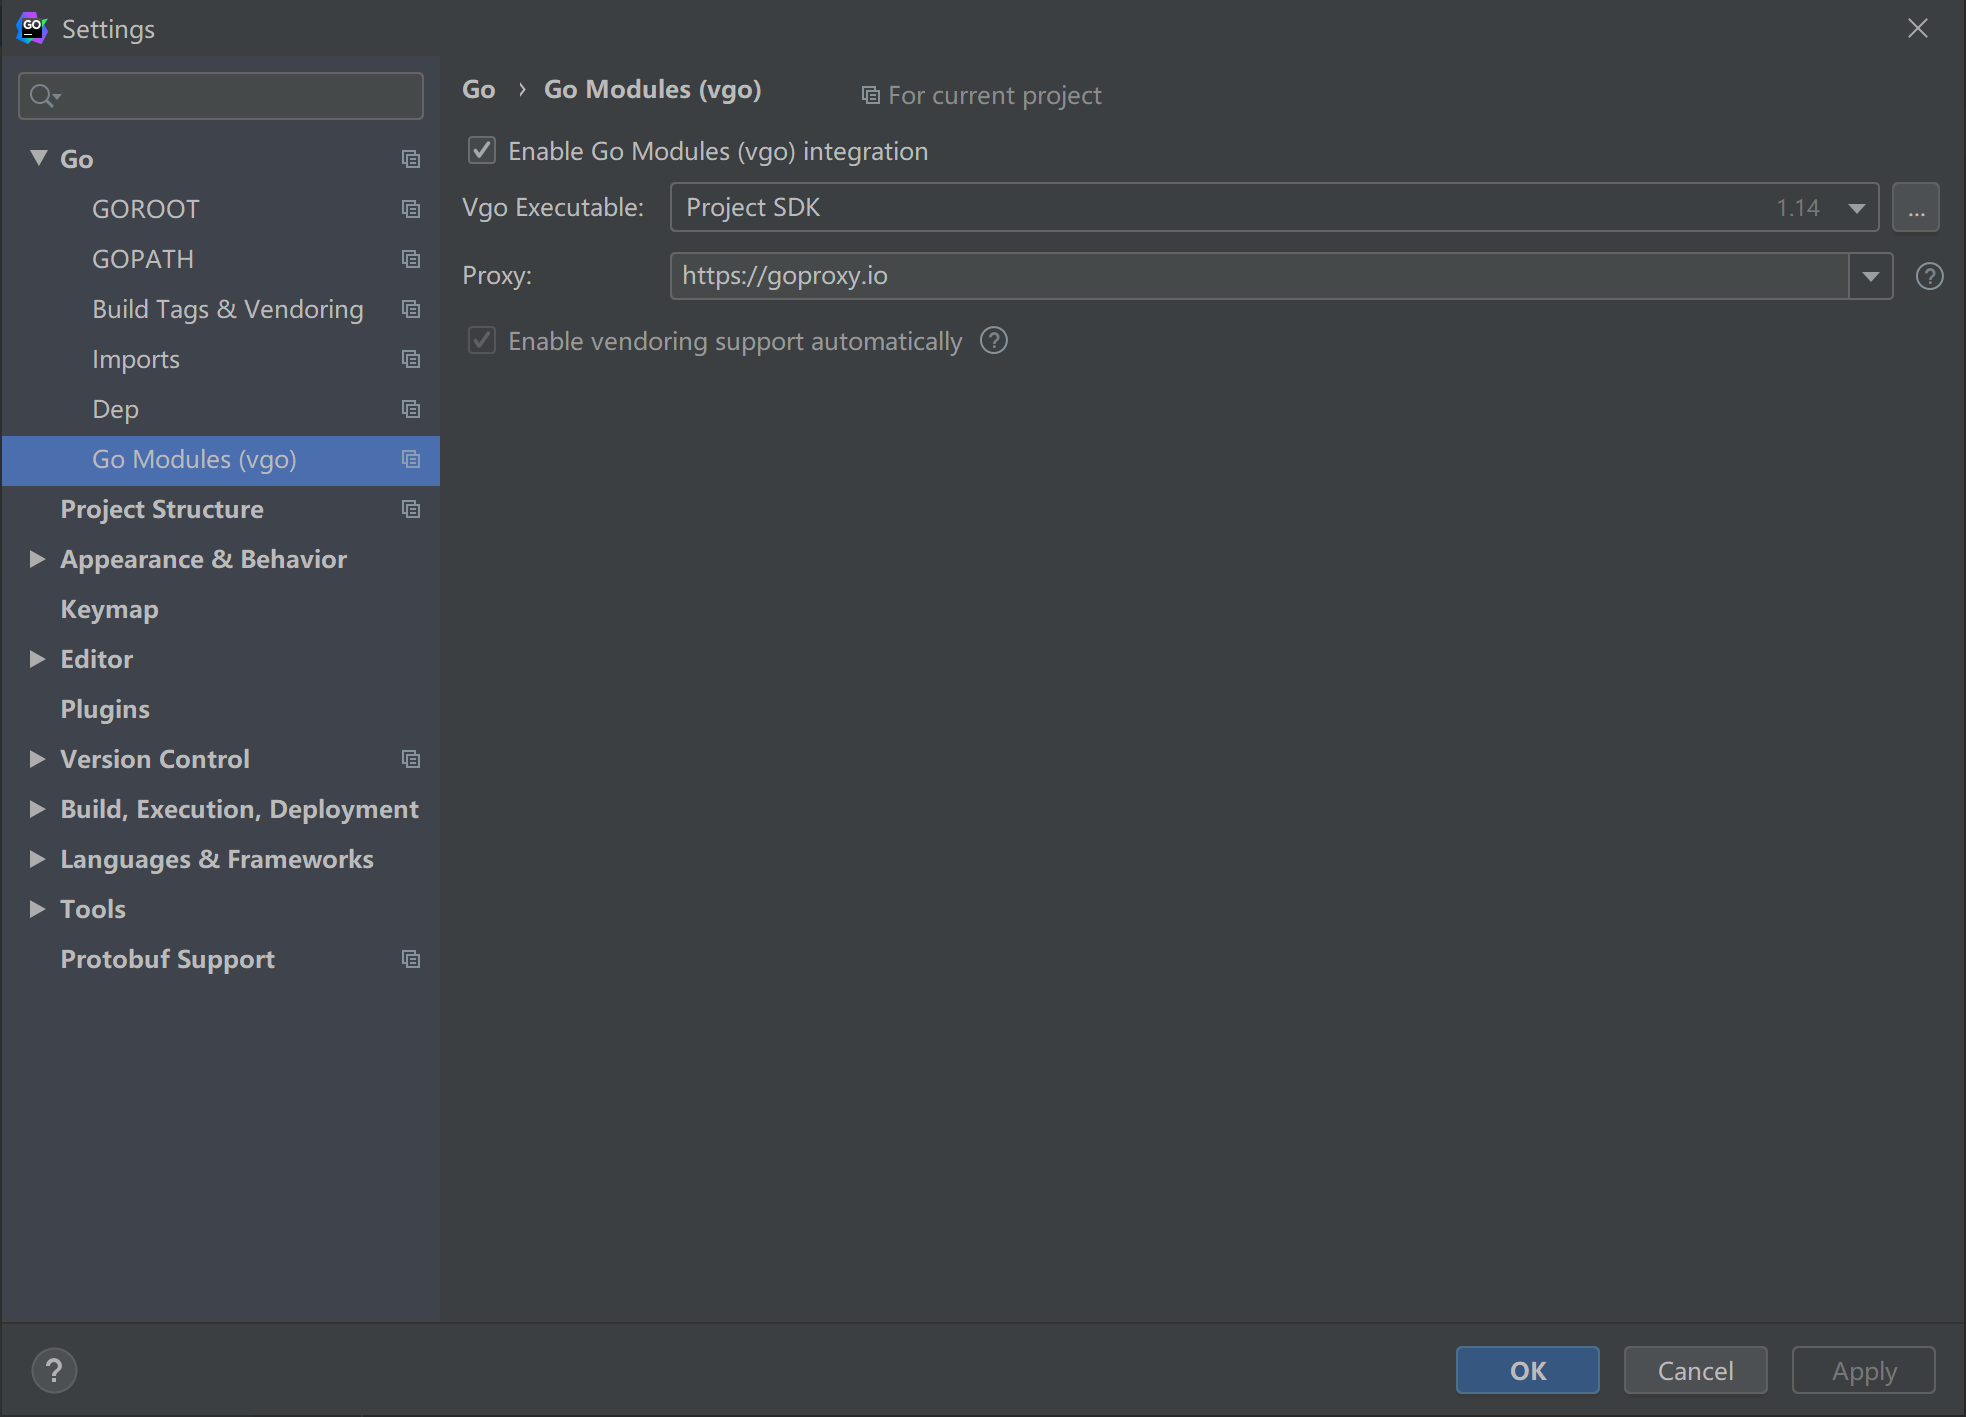 GO
Settings
Go
GOROOT
GOPATH
Build Tags & Vendoring
Imports
Dep
Go Modules (vgo)
Project Structure
Appearance & Behavior
Keymap
Editor
Plugins
Version Control
Build, Execution, Deployment
Languages & Frameworks
Tools
Protobuf Support
Go › Go Modules (vgo) For current project
Enable Go Modules (vgo) integration
Vgo Executable: Project SDK 1.14 ...
Proxy: https://goproxy.io ?
Enable vendoring support automatically ?
? OK Cancel Apply